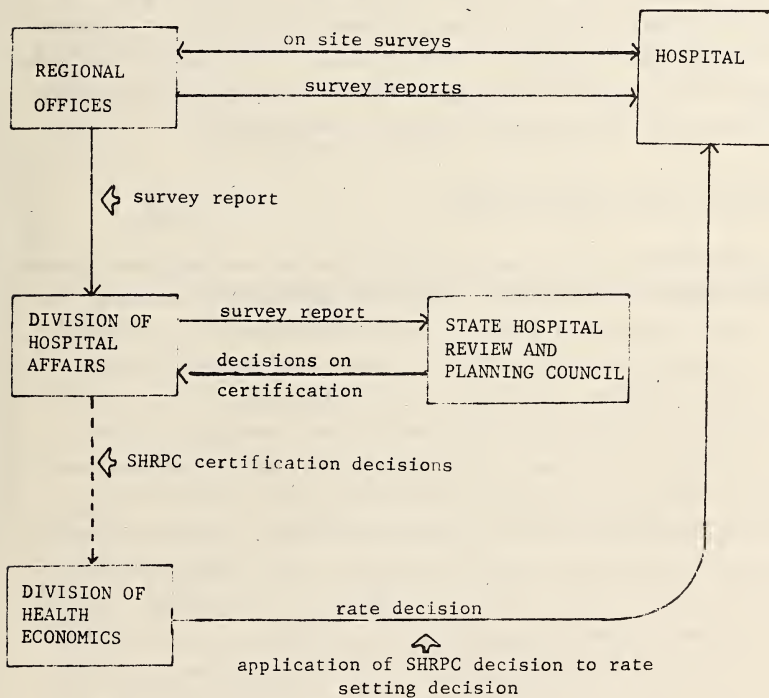 on site surveys
REGIONAL
OFFICES
HOSPITAL
survey reports
survey report
DIVISION OF
HOSPITAL
AFFAIRS
survey report
STATE HOSPITAL
REVIEW AND
PLANNING COUNCIL
decisions on
certification
SHRPC certification decisions
DIVISION OF
HEALTH
ECONOMICS
rate decision
application of SHRPC decision to rate
setting decision